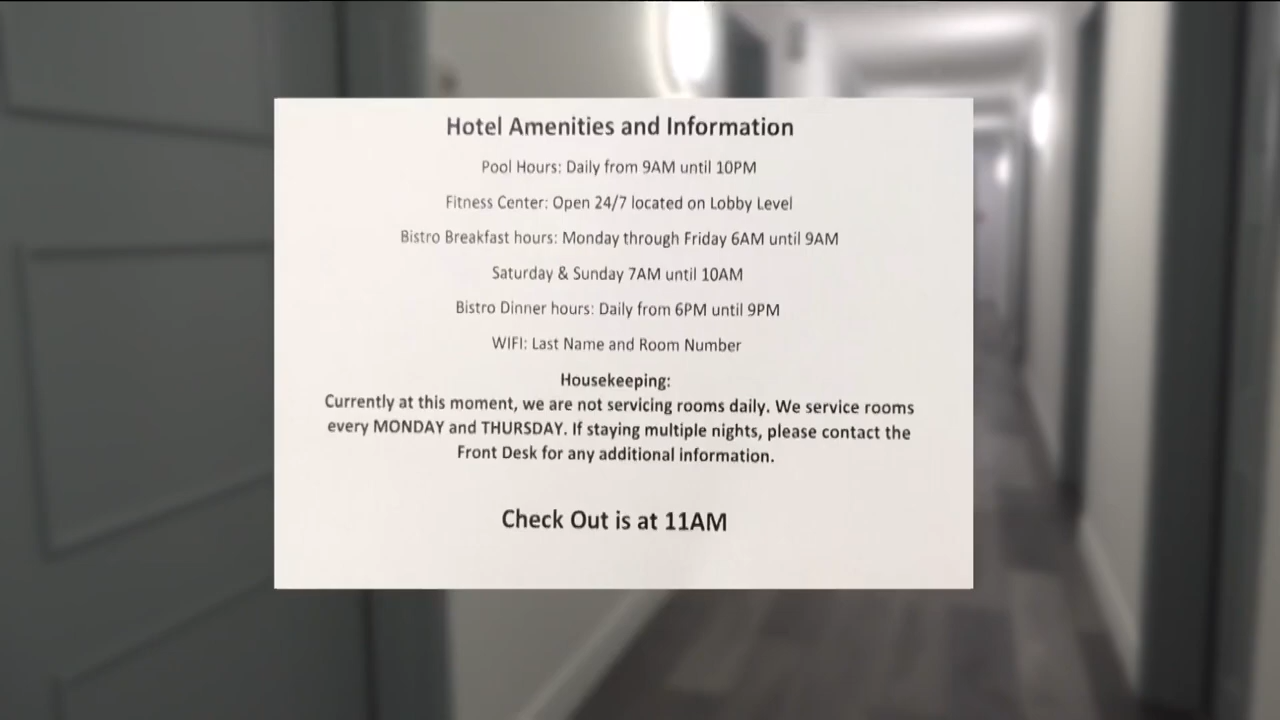 Hotel Amenities and Information
Pool Hours: Daily from 9AM until 10PM
Fitness Center: Open 24/7 located on Lobby Level
Bistro Breakfast hours: Monday through Friday 6AM until 9AM
Saturday & Sunday 7AM until 10AM
Bistro Dinner hours: Daily from 6PM until 9PM
WIFI: Last Name and Room Number
Housekeeping:
Currently at this moment, we are not servicing rooms daily. We service rooms
every MONDAY and THURSDAY. If staying multiple nights, please contact the
Front Desk for any additional information.
Check Out is at 11AM